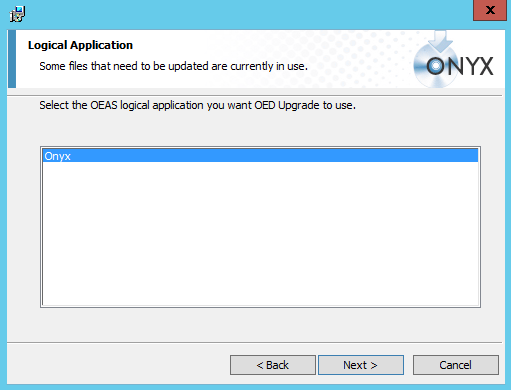 X
Logical Application
Some files that need to be updated are currently in use.
ONYX
Select the OEAS logical application you want OED Upgrade to use.
Onyx
< Back
Next >
Cancel